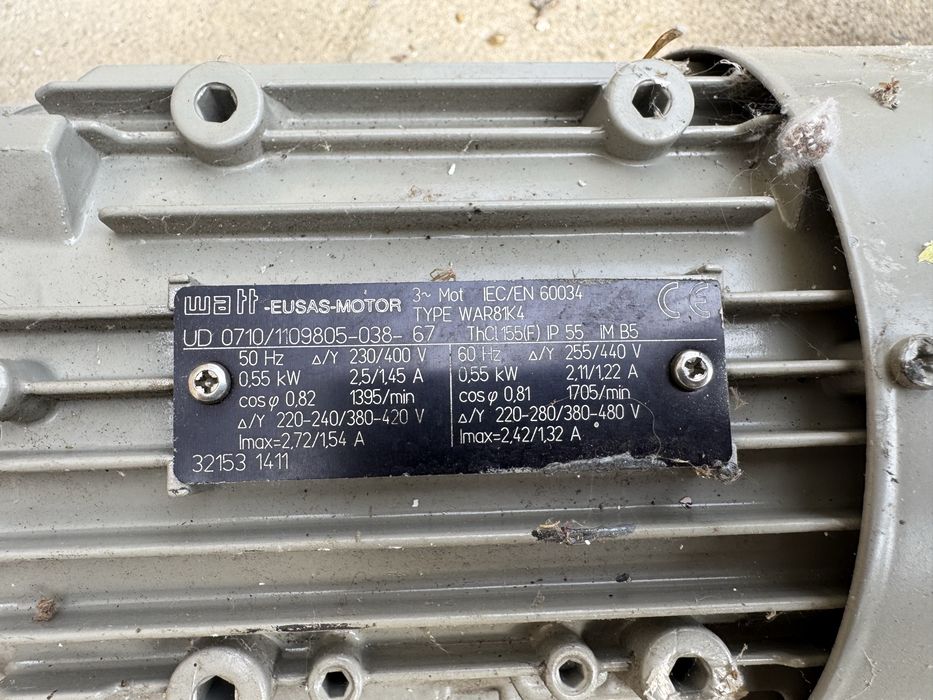 watt -EUSAS-MOTOR 3~ Mot IEC/EN 60034 CE
TYPE WAR81K4
UD 0710/1109805-038- 67 ThCl.155(F) IP 55 IM B5
50 Hz Δ/Y 230/400 V
0,55 kW 2,5/1,45 A
cos φ 0,82 1395/min
Δ/Y 220-240/380-420 V
Imax=2,72/1,54 A
60 Hz Δ/Y 255/440 V
0,55 kW 2,11/1,22 A
cos φ 0,81 1705/min
Δ/Y 220-280/380-480 V
Imax=2,42/1,32 A
32153 1411